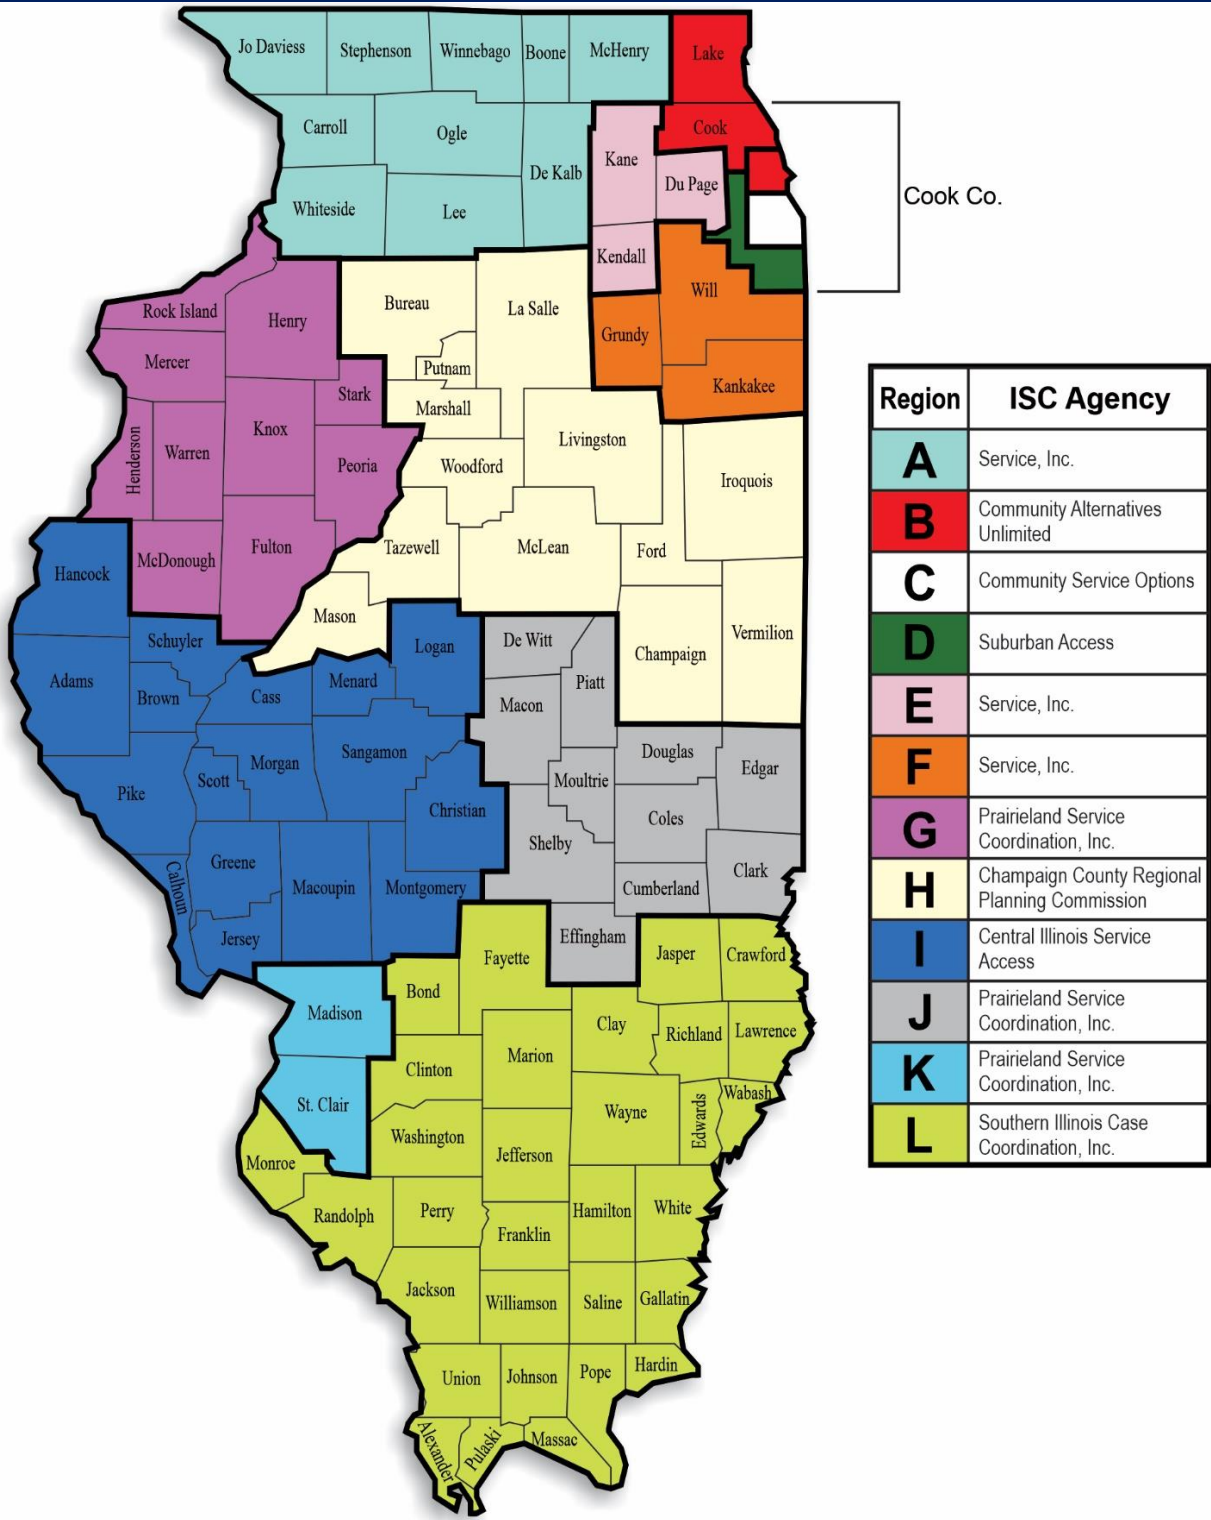 Jo Daviess
Stephenson
Winnebago
Boone
McHenry
Lake
Carroll
Ogle
De Kalb
Kane
Cook
Du Page
Cook Co.
Whiteside
Lee
Kendall
Rock Island
Henry
Bureau
La Salle
Will
Grundy
Mercer
Putnam
Kankakee
Stark
Marshall
Henderson
Warren
Knox
Peoria
Woodford
Livingston
Iroquois
McDonough
Fulton
Tazewell
McLean
Ford
Hancock
Mason
Schuyler
Logan
De Witt
Champaign
Vermilion
Adams
Brown
Cass
Menard
Piatt
Macon
Pike
Scott
Morgan
Sangamon
Christian
Moultrie
Douglas
Edgar
Shelby
Coles
Calhoun
Greene
Macoupin
Montgomery
Cumberland
Clark
Jersey
Effingham
Fayette
Jasper
Crawford
Madison
Bond
Clay
Richland
Lawrence
Marion
Clinton
St. Clair
Wayne
Edwards
Wabash
Washington
Jefferson
Monroe
Randolph
Perry
Hamilton
White
Franklin
Jackson
Williamson
Saline
Gallatin
Union
Johnson
Pope
Hardin
Alexander
Pulaski
Massac
Region ISC Agency
A Service, Inc.
B Community Alternatives
Unlimited
C Community Service Options
D Suburban Access
E Service, Inc.
F Service, Inc.
G Prairieland Service
Coordination, Inc.
H Champaign County Regional
Planning Commission
I Central Illinois Service
Access
J Prairieland Service
Coordination, Inc.
K Prairieland Service
Coordination, Inc.
L Southern Illinois Case
Coordination, Inc.